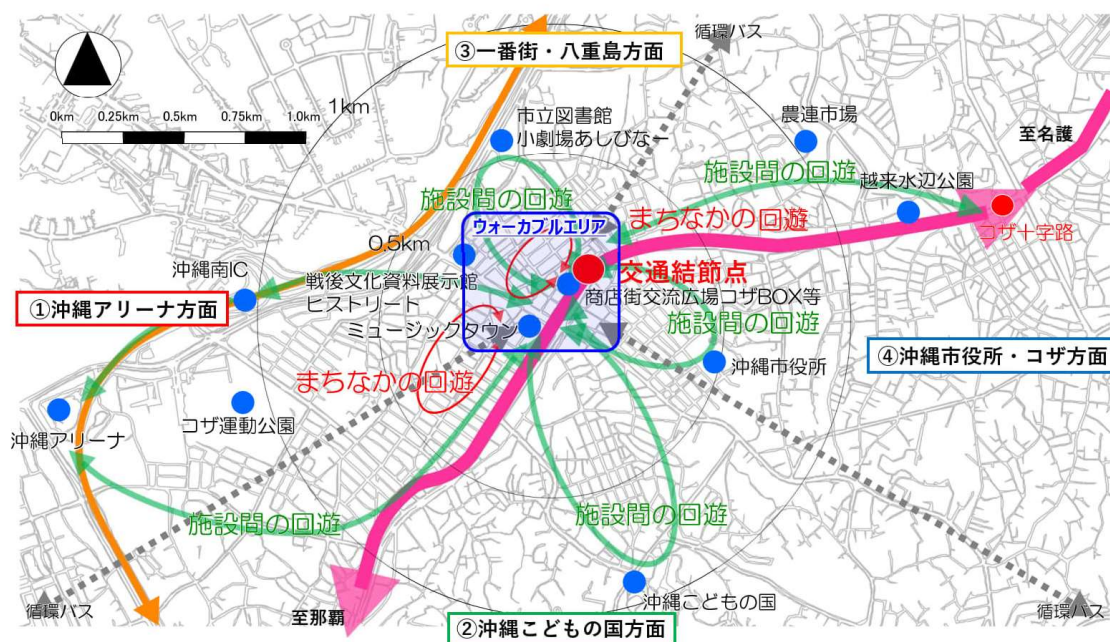 循環バス
③一番街・八重島方面
1km
0km 0.25km 0.5km 0.75km 1.0km
市立図書館
小劇場あしびなー
農連市場
至名護
施設間の回遊
施設間の回遊
越来水辺公園
ウォーカブルエリア
まちなかの回遊
コザ十字路
0.5km
沖縄南IC
戦後文化資料展示館
ヒストリート
交通結節点
商店街交流広場コザBOX等
①沖縄アリーナ方面
ミュージックタウン
施設間の回遊
④沖縄市役所・コザ方面
沖縄市役所
まちなかの回遊
コザ運動公園
沖縄アリーナ
施設間の回遊
施設間の回遊
循環バス
至那覇
沖縄こどもの国
循環バス
②沖縄こどもの国方面